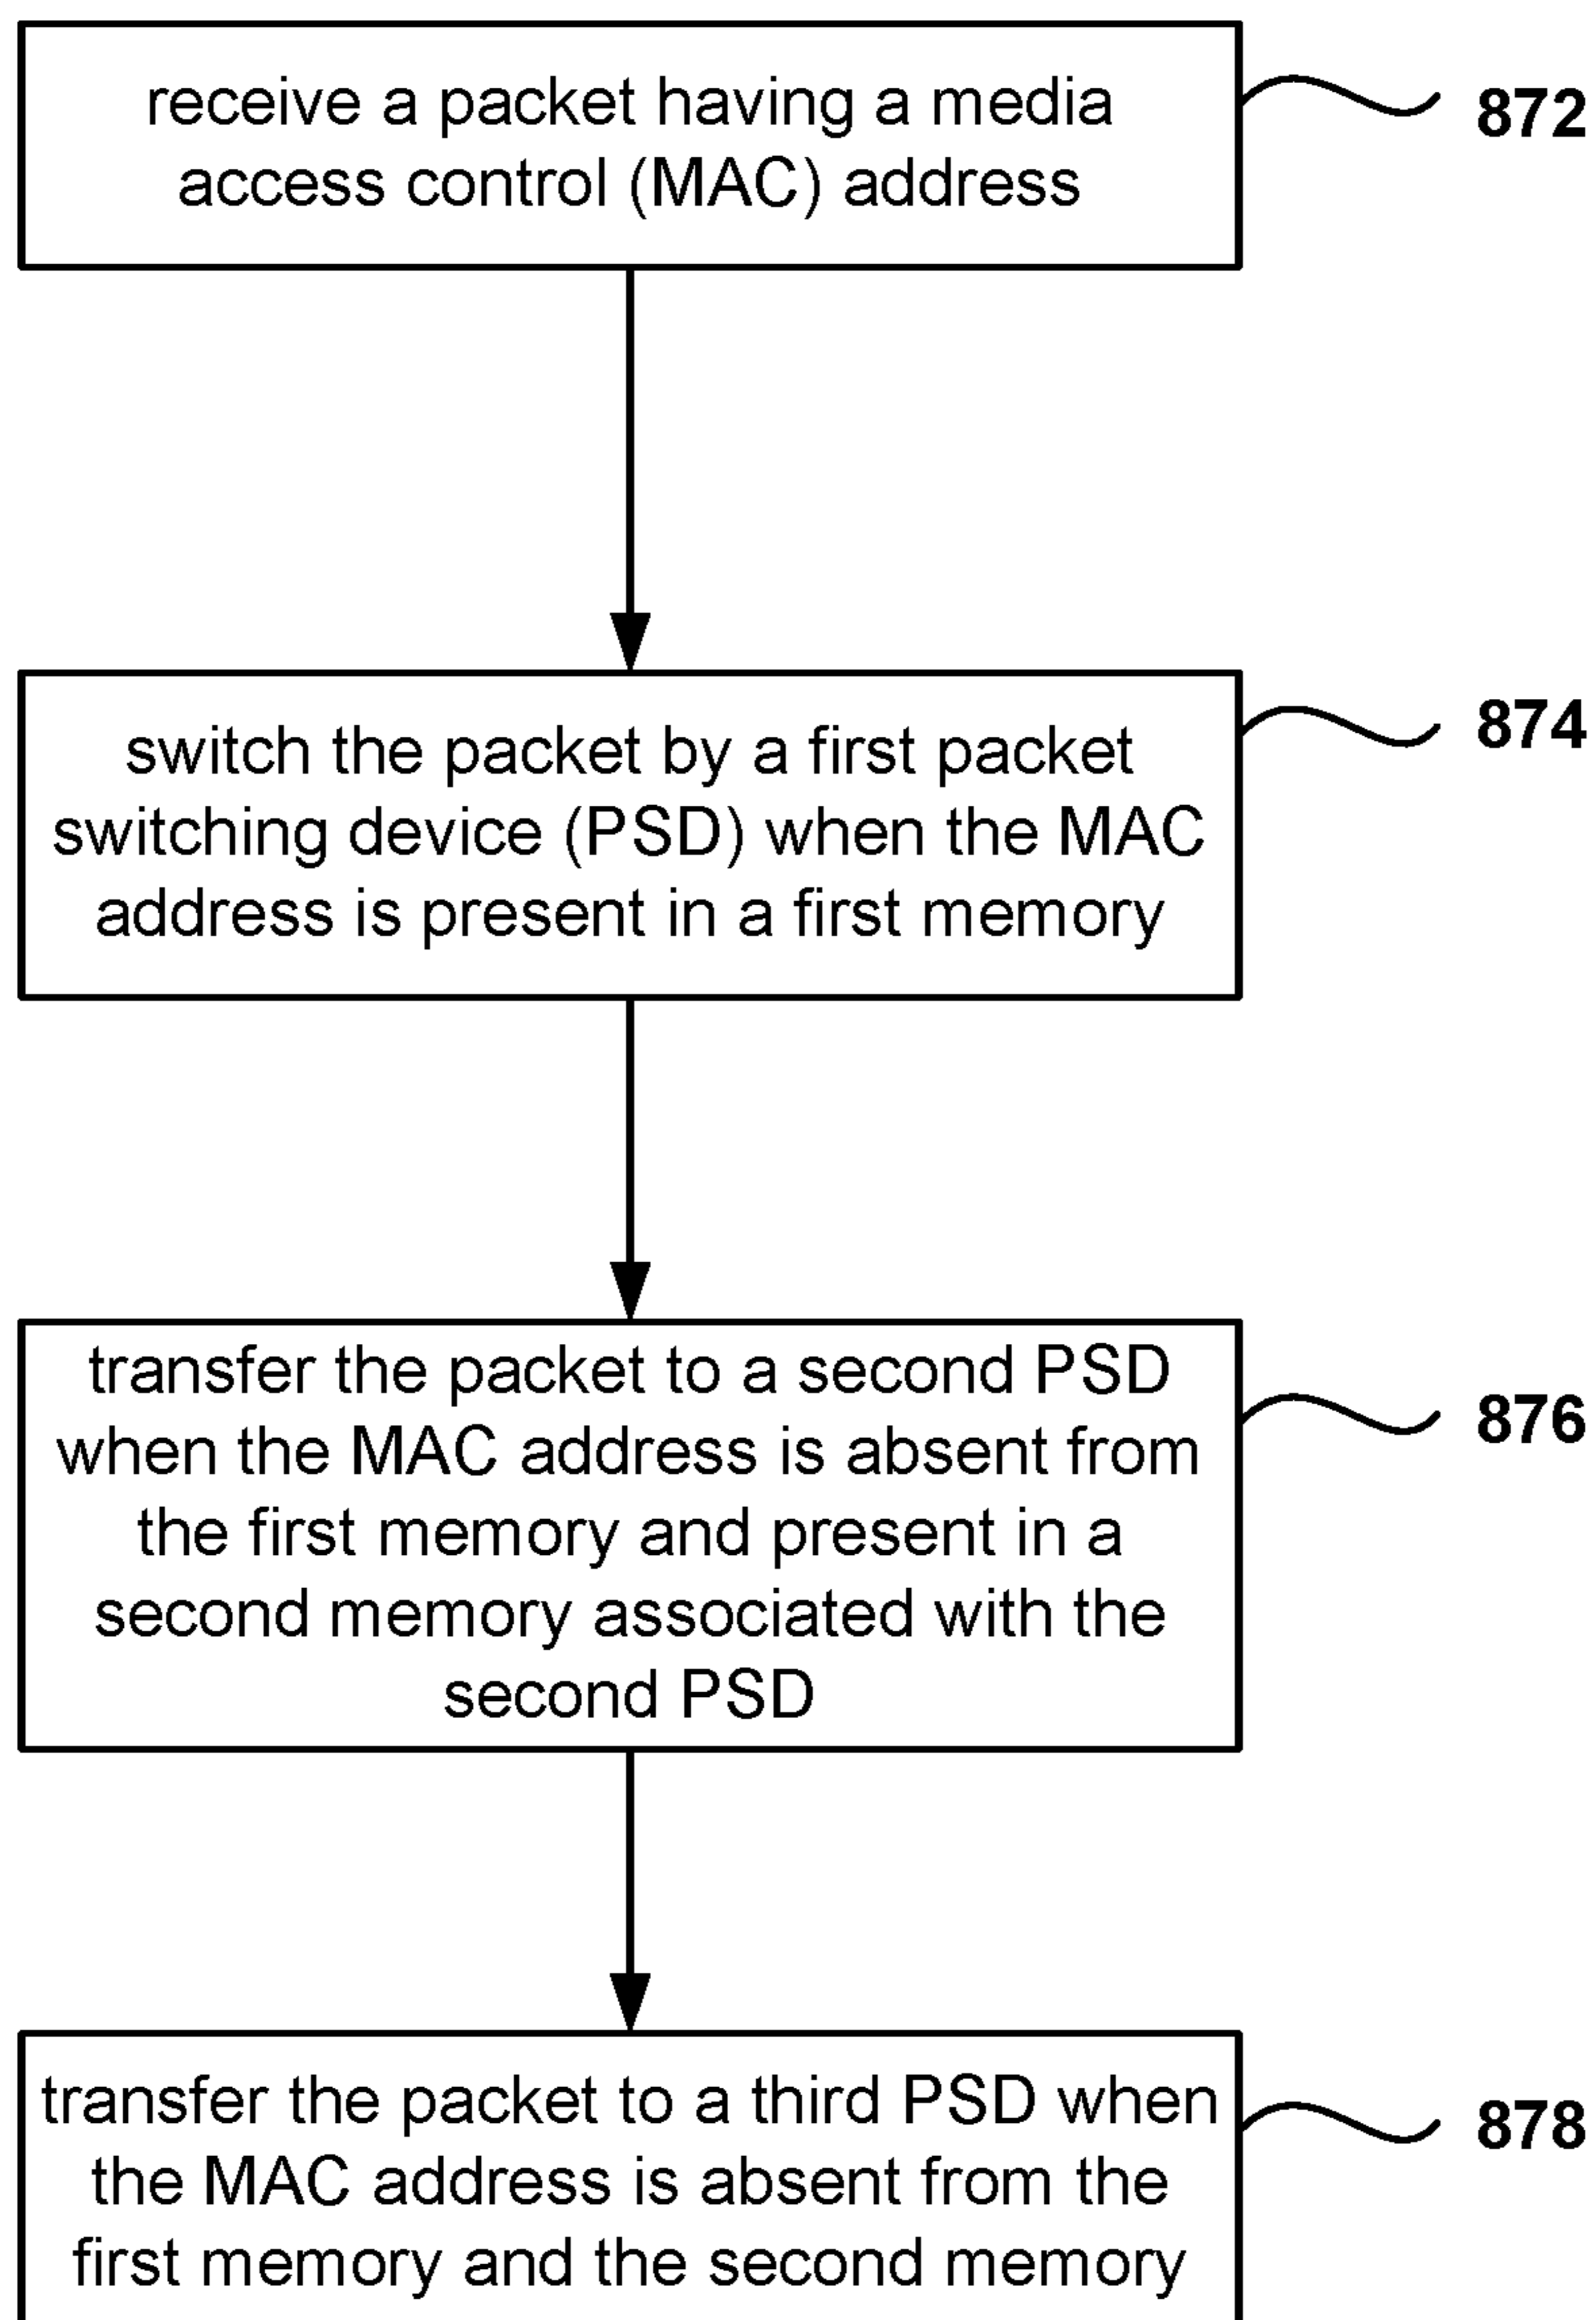 receive a packet having a media
access control (MAC) address
872
switch the packet by a first packet
switching device (PSD) when the MAC
address is present in a first memory
874
transfer the packet to a second PSD
when the MAC address is absent from
the first memory and present in a
second memory associated with the
second PSD
876
transfer the packet to a third PSD when
the MAC address is absent from the
first memory and the second memory
878